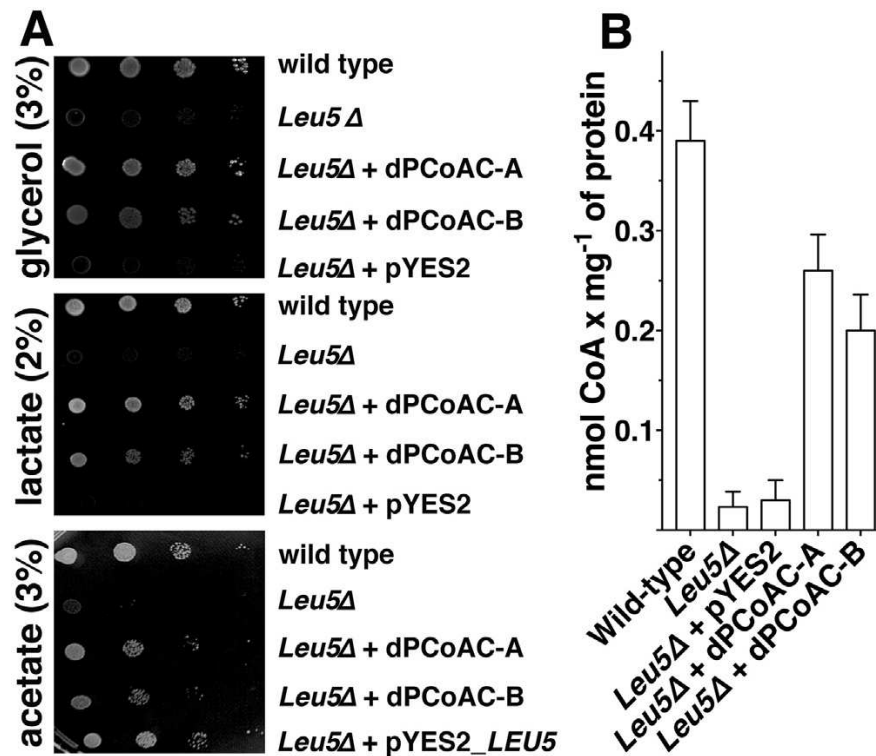 A
glycerol (3%)
wild type
Leu5 Δ
Leu5Δ + dPCoAC-A
Leu5Δ + dPCoAC-B
Leu5Δ + pYES2
lactate (2%)
wild type
Leu5Δ
Leu5Δ + dPCoAC-A
Leu5Δ + dPCoAC-B
Leu5Δ + pYES2
acetate (3%)
wild type
Leu5Δ
Leu5Δ + dPCoAC-A
Leu5Δ + dPCoAC-B
Leu5Δ + pYES2_LEU5
B
nmol CoA x mg⁻¹ of protein
0.4
0.3
0.2
0.1
Wild-type
Leu5Δ
Leu5Δ + pYES2
Leu5Δ + dPCoAC-A
Leu5Δ + dPCoAC-B